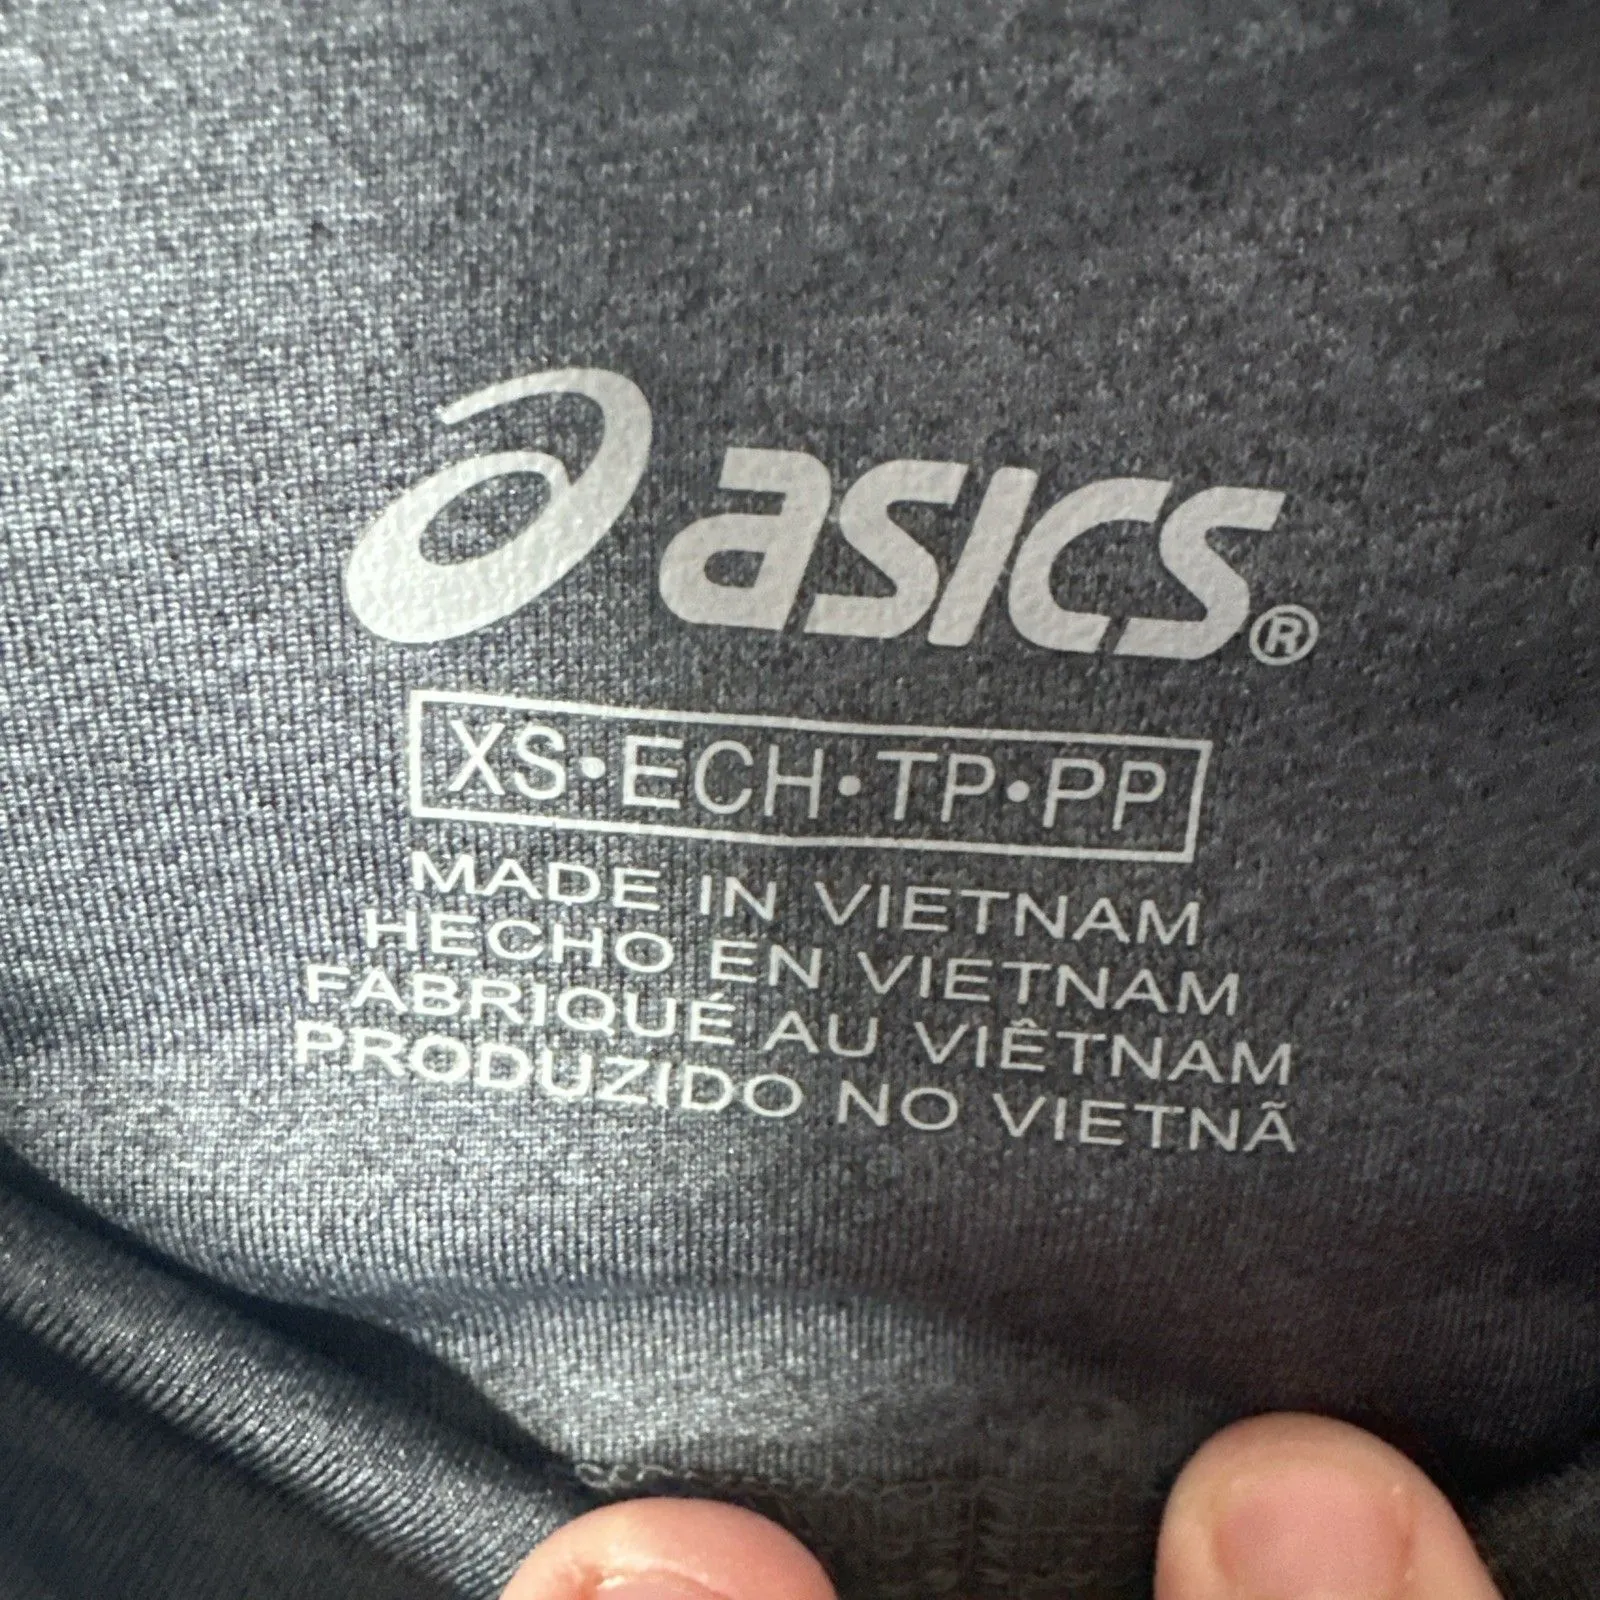 asics®
XS•ECH•TP•PP
MADE IN VIETNAM
HECHO EN VIETNAM
FABRIQUÉ AU VIÊTNAM
PRODUZIDO NO VIETNÃ